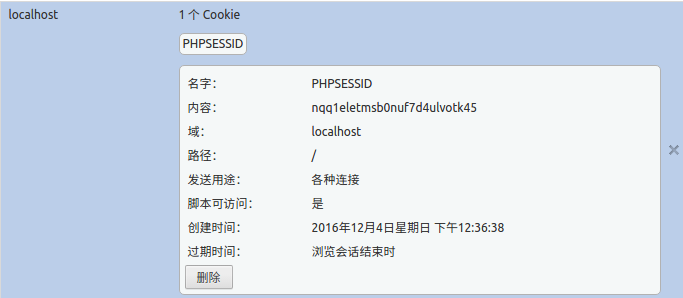 localhost 1 个 Cookie
PHPSESSID
名字： PHPSESSID
内容： nqq1eletmsb0nuf7d4ulvotk45
域： localhost
路径： /
发送用途： 各种连接
脚本可访问： 是
创建时间： 2016年12月4日星期日 下午12:36:38
过期时间： 浏览会话结束时
删除